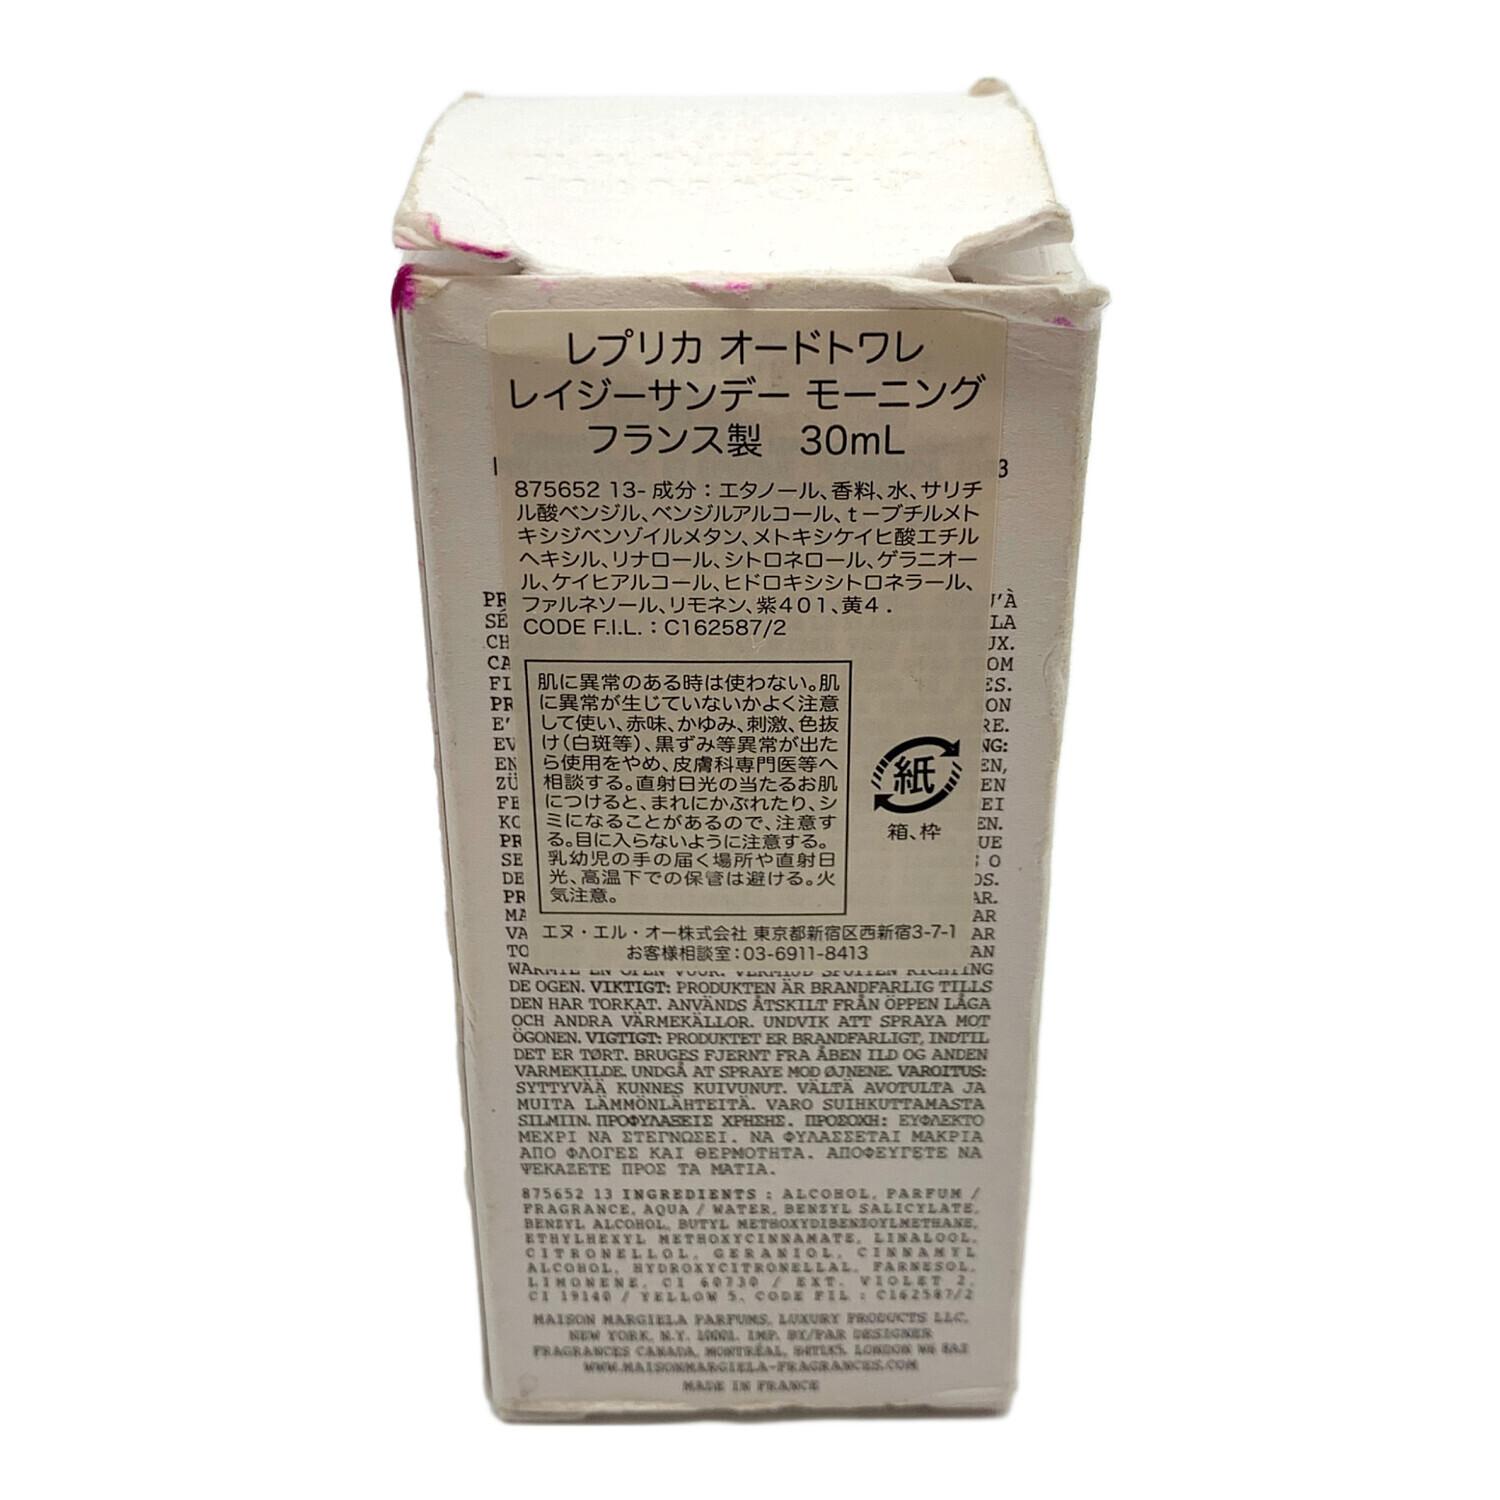 レプリカ オードトワレ
レイジーサンデー モーニング
フランス製 30mL
3
875652 13- 成分：エタノール、香料、水、サリチ
ル酸ベンジル、ベンジルアルコール、t－ブチルメト
キシジベンゾイルメタン、メトキシケイヒ酸エチル
ヘキシル、リナロール、シトロネロール、ゲラニオー
ル、ケイヒアルコール、ヒドロキシシトロネラール、
ファルネソール、リモネン、紫401、黄4．
CODE F.I.L.：C162587/2
肌に異常のある時は使わない。肌
に異常が生じていないかよく注意
して使い、赤味、かゆみ、刺激、色抜
け（白斑等）、黒ずみ等異常が出た
ら使用をやめ、皮膚科専門医等へ
相談する。直射日光の当たるお肌
につけると、まれにかぶれたり、シ
ミになることがあるので、注意す
る。目に入らないように注意する。
乳幼児の手の届く場所や直射日
光、高温下での保管は避ける。火
気注意。
紙
箱、枠
エヌ・エル・オー株式会社 東京都新宿区西新宿3-7-1
お客様相談室：03-6911-8413
DE OGEN. VIKTIGT: PRODUKTEN ÄR BRANDFARLIG TILLS
DEN HAR TORKAT. ANVÄNDS ÅTSKILT FRÅN ÖPPEN LÅGA
OCH ANDRA VÄRMEKÄLLOR. UNDVIK ATT SPRAYA MOT
ÖGONEN. VIGTIGT: PRODUKTET ER BRANDFARLIGT, INDTIL
DET ER TØRT. BRUGES FJERNT FRA ÅBEN ILD OG ANDEN
VARMEKILDE. UNDGÅ AT SPRAYE MOD ØJNENE. VAROITUS:
SYTTYVÄÄ KUNNES KUIVUNUT. VÄLTÄ AVOTULTA JA
MUITA LÄMMÖNLÄHTEITÄ. VARO SUIHKUTTAMASTA
SILMIIN. ΠΡΟΦΥΛΑΞΕΙΣ ΧΡΗΣΗΣ. ΠΡΟΣΟΧΗ: ΕΥΦΛΕΚΤΟ
ΜΕΧΡΙ ΝΑ ΣΤΕΓΝΩΣΕΙ. ΝΑ ΦΥΛΑΣΣΕΤΑΙ ΜΑΚΡΙΑ
ΑΠΟ ΦΛΟΓΕΣ ΚΑΙ ΘΕΡΜΟΤΗΤΑ. ΑΠΟΦΕΥΓΕΤΕ ΝΑ
ΨΕΚΑΖΕΤΕ ΠΡΟΣ ΤΑ ΜΑΤΙΑ.
875652 13 INGREDIENTS : ALCOHOL, PARFUM /
FRAGRANCE, AQUA / WATER, BENZYL SALICYLATE,
BENZYL ALCOHOL, BUTYL METHOXYDIBENZOYLMETHANE,
ETHYLHEXYL METHOXYCINNAMATE, LINALOOL,
CITRONELLOL, GERANIOL, CINNAMYL
ALCOHOL, HYDROXYCITRONELLAL, FARNESOL,
LIMONENE, CI 60730 / EXT. VIOLET 2,
CI 19140 / YELLOW 5. CODE FIL : C162587/2
MAISON MARGIELA PARFUMS, LUXURY PRODUCTS LLC,
NEW YORK, N.Y. 10001. IMP. BY/PAR DESIGNER
FRAGRANCES CANADA, MONTRÉAL, LONDON W6 8AZ
WWW.MAISONMARGIELA-FRAGRANCES.COM
MADE IN FRANCE